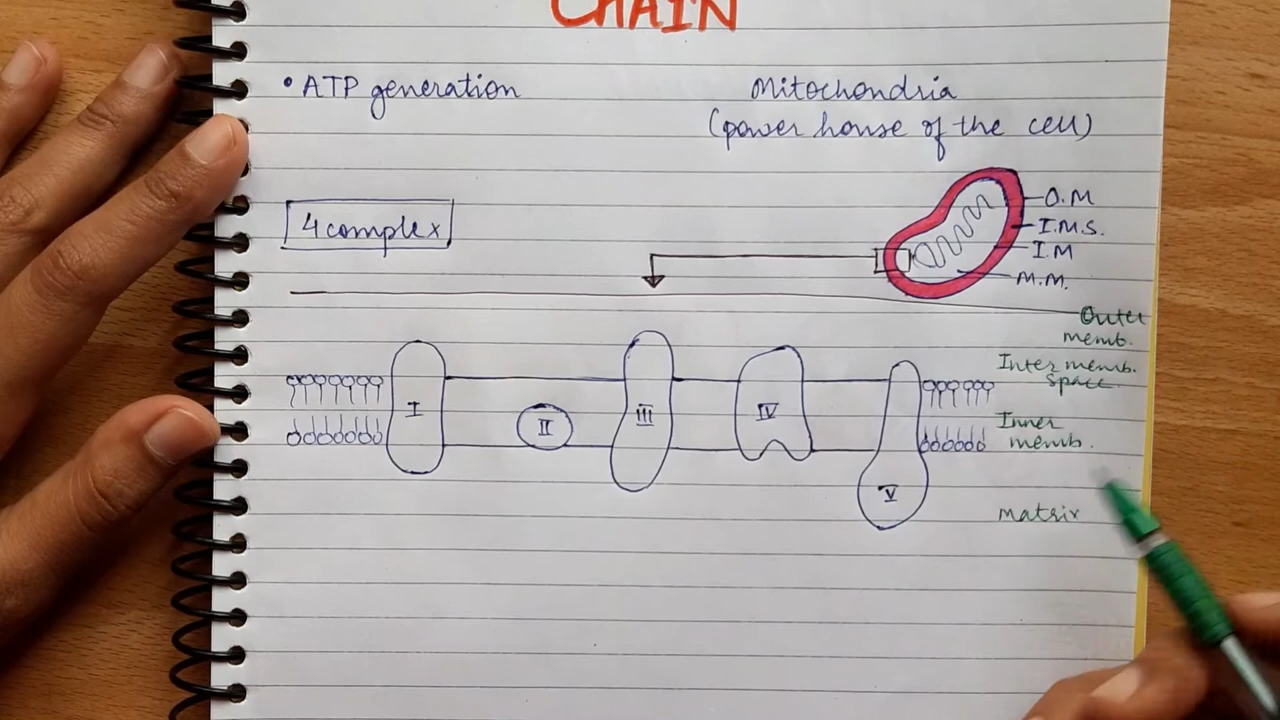 CHAIN
• ATP generation
Mitochondria
(power house of the cell)
O.M
I.M.S.
I.M
M.M.
4 complex
Outer
memb.
Inter memb.
space
Inner
memb.
Matrix
I
II
III
IV
V